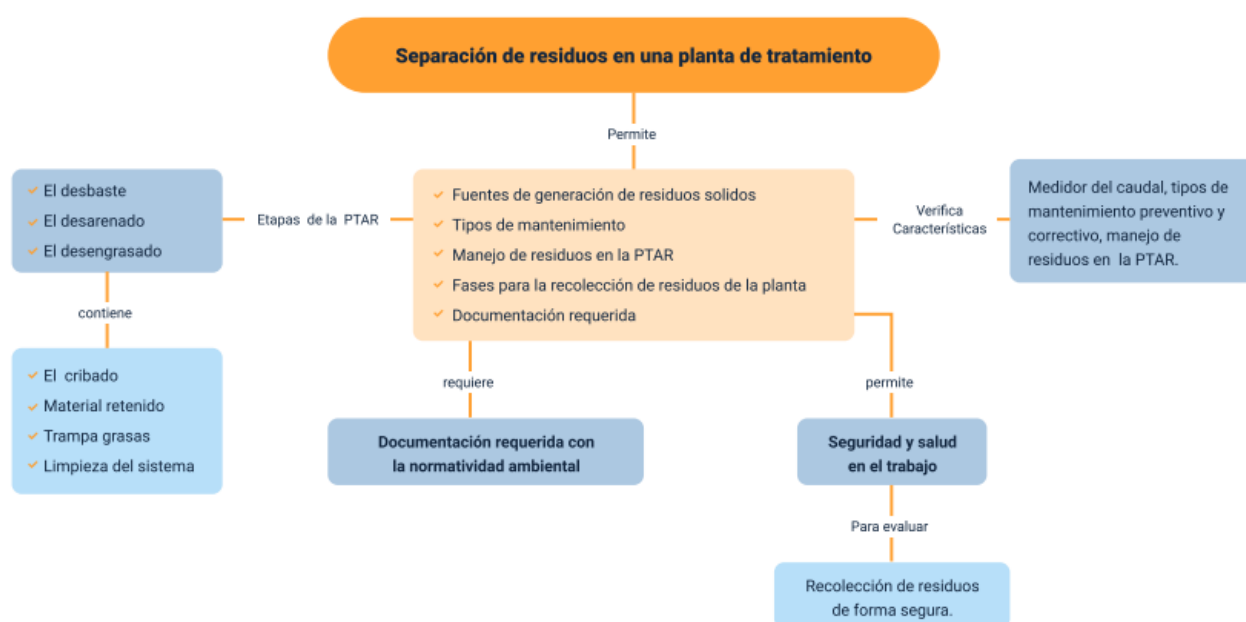 Separación de residuos en una planta de tratamiento
Permite
El desbaste
El desarenado
El desengrasado
Etapas de la PTAR
Fuentes de generación de residuos solidos
Tipos de mantenimiento
Manejo de residuos en la PTAR
Fases para la recolección de residuos de la planta
Documentación requerida
Verifica
Características
Medidor del caudal, tipos de
mantenimiento preventivo y
correctivo, manejo de
residuos en la PTAR.
contiene
El cribado
Material retenido
Trampa grasas
Limpieza del sistema
requiere
Documentación requerida con
la normatividad ambiental
permite
Seguridad y salud
en el trabajo
Para evaluar
Recolección de residuos
de forma segura.